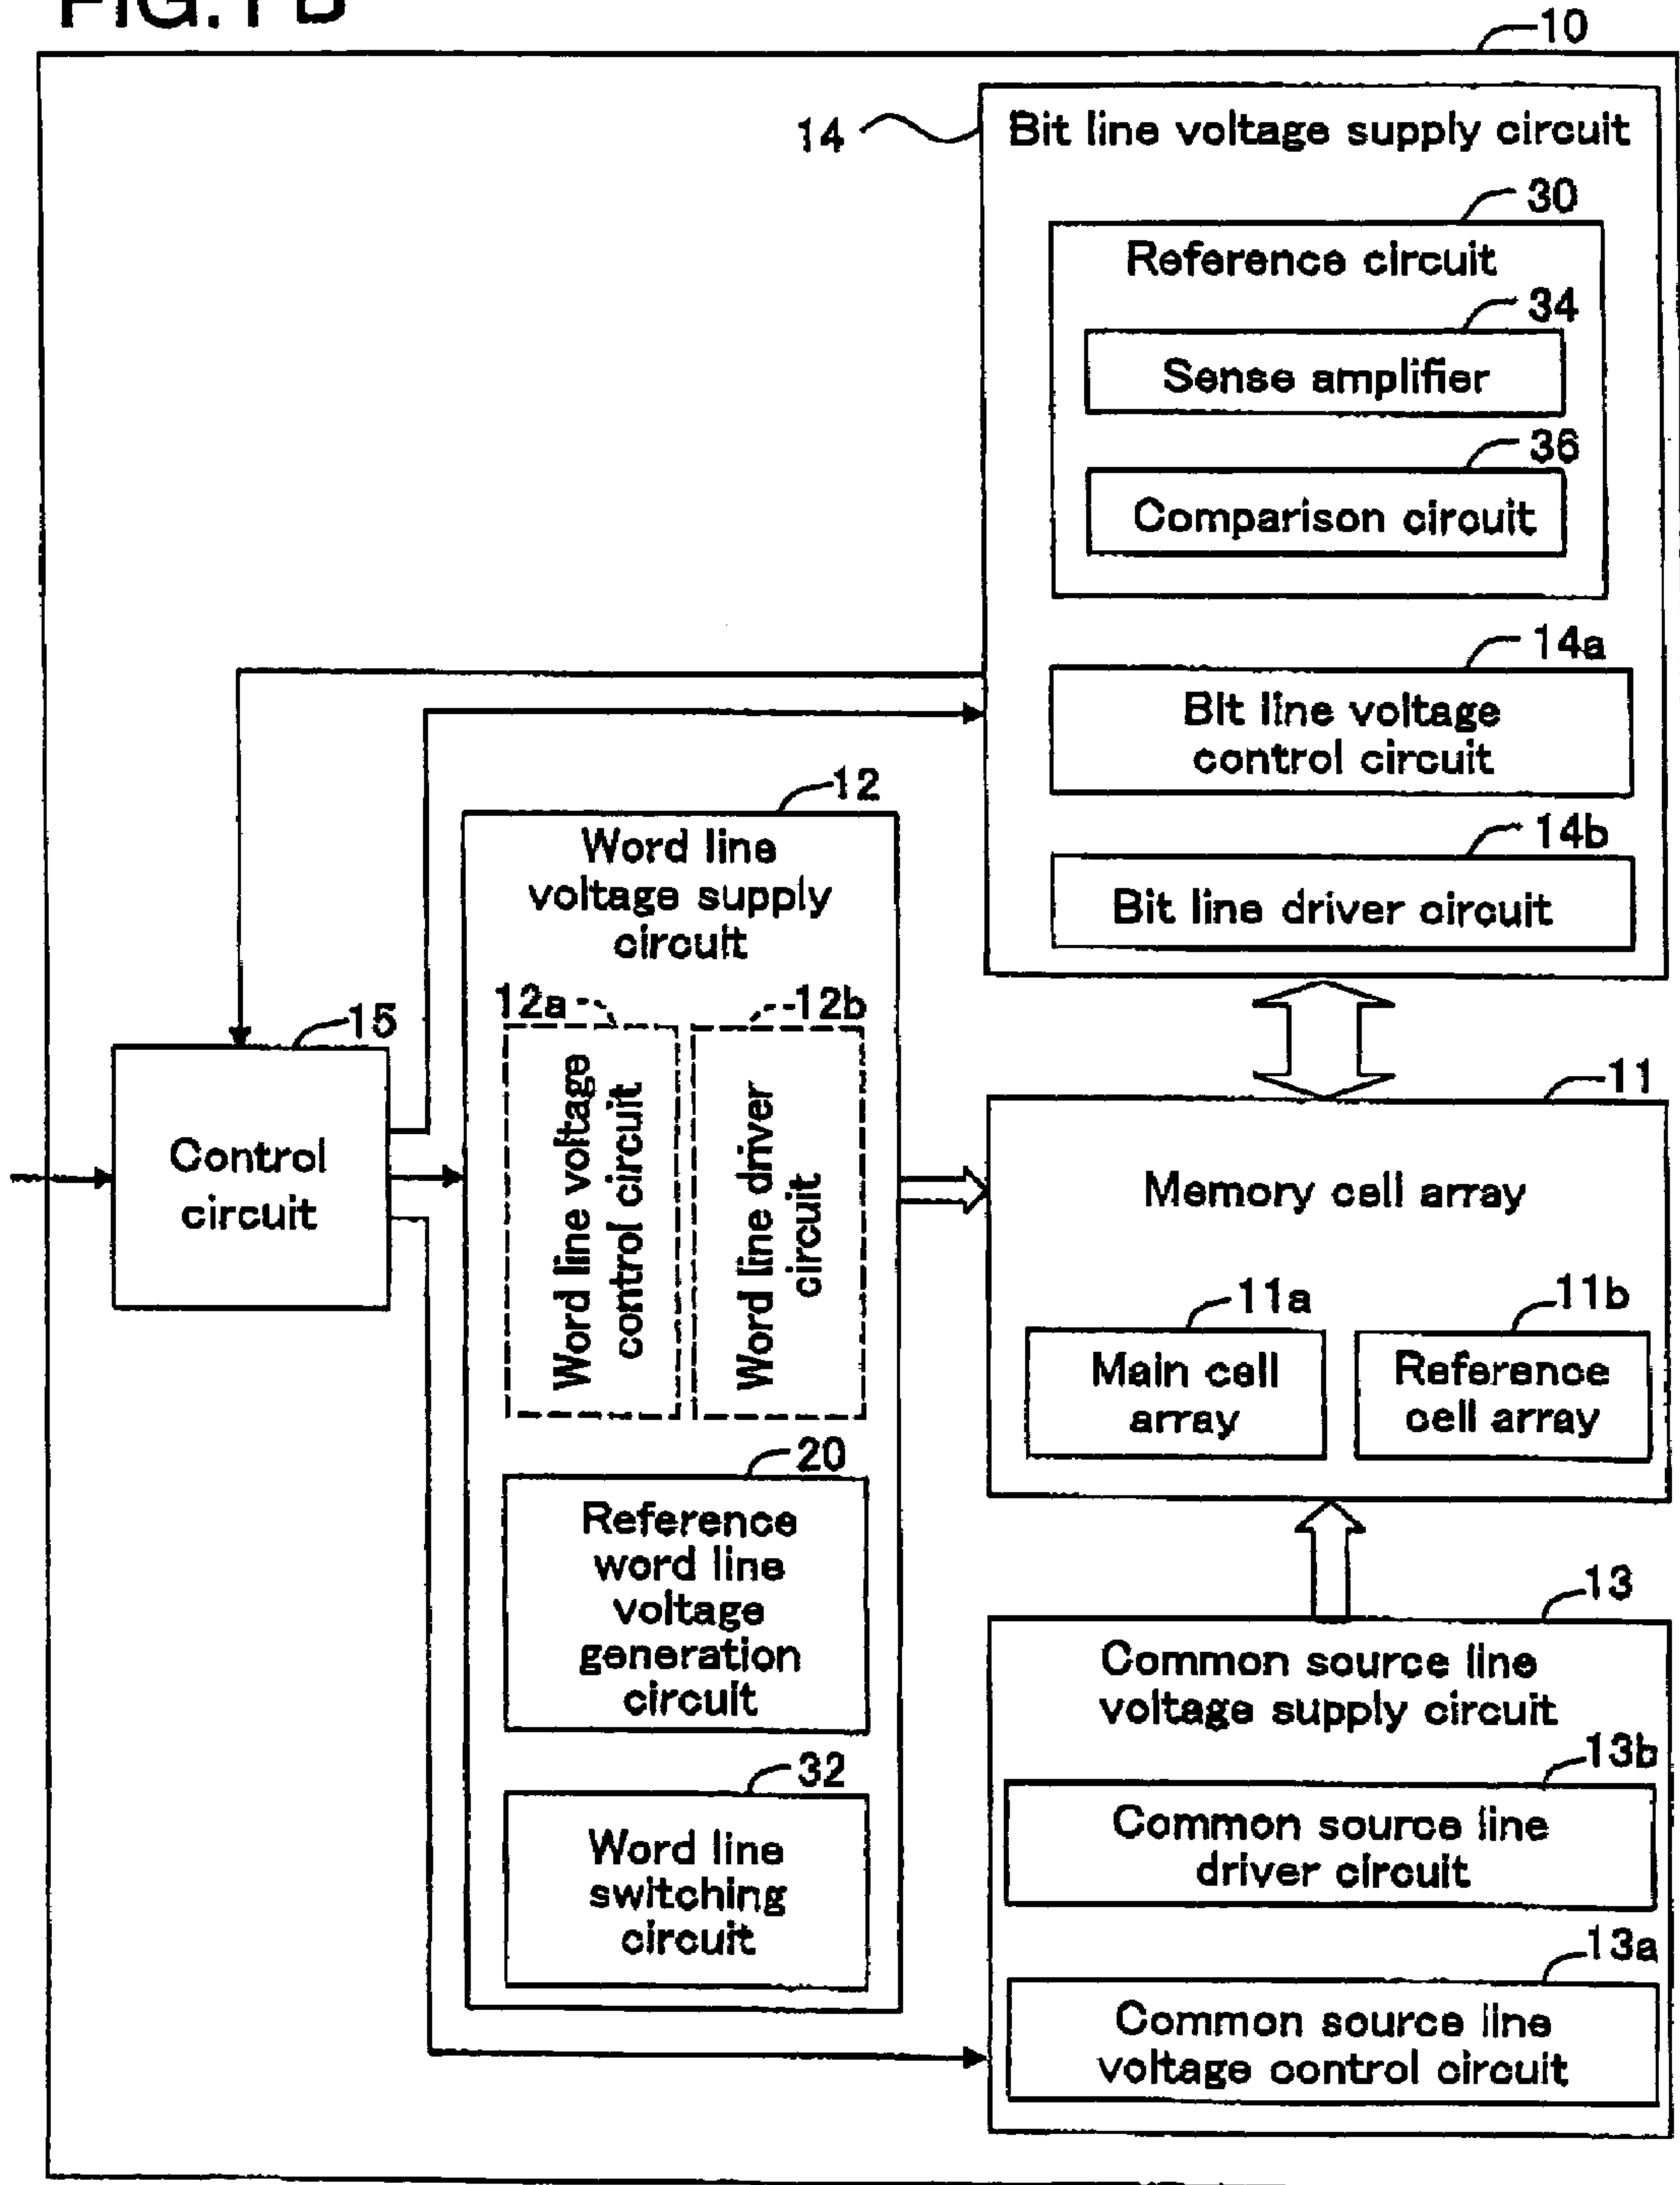 FIG.1 B
10
14
Bit line voltage supply circuit
30
Reference circuit
34
Sense amplifier
36
Comparison circuit
14a
Bit line voltage
control circuit
14b
Bit line driver circuit
12
Word line
voltage supply
circuit
12a
12b
Word line voltage
control circuit
Word line driver
circuit
15
Control
circuit
11
Memory cell array
11a
11b
Main cell
array
Reference
cell array
20
Reference
word line
voltage
generation
circuit
13
Common source line
voltage supply circuit
13b
Common source line
driver circuit
32
Word line
switching
circuit
13a
Common source line
voltage control circuit